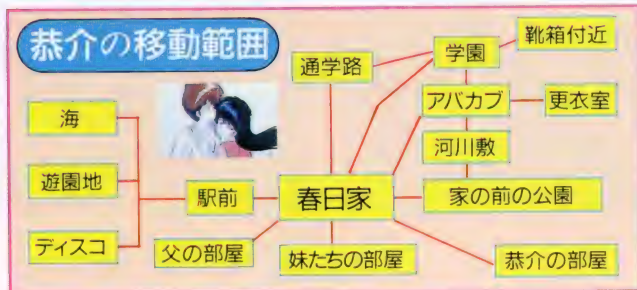 恭介の移動範囲
通学路
学園
靴箱付近
海
アバカブ
更衣室
遊園地
河川敷
駅前
春日家
家の前の公園
ディスコ
父の部屋
妹たちの部屋
恭介の部屋